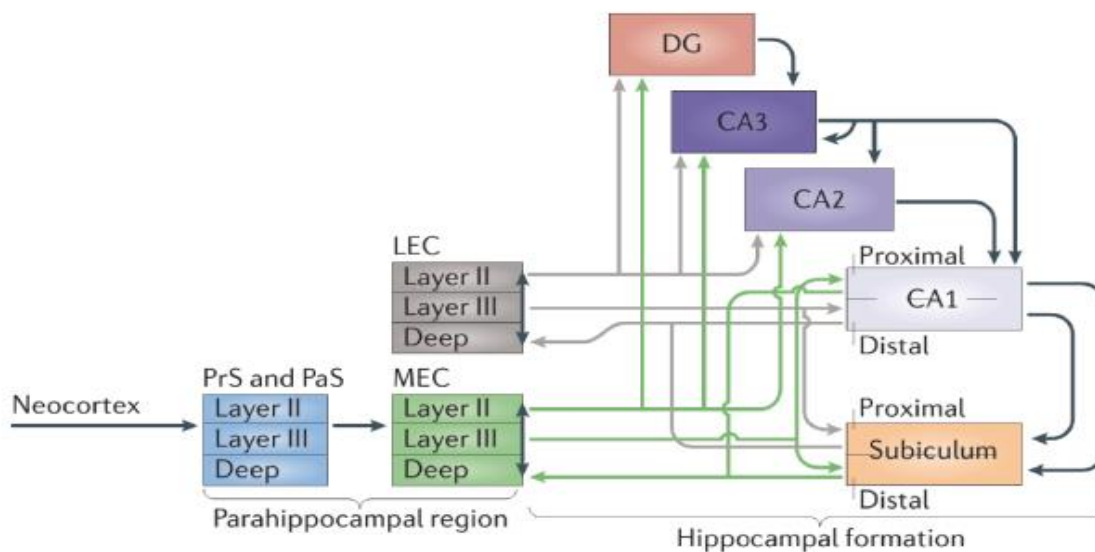 DG
CA3
CA2
LEC
Layer II
Layer III
Deep
Proximal
CA1
Distal
PrS and PaS
MEC
Neocortex
Layer II
Layer III
Deep
Layer II
Layer III
Deep
Proximal
Subiculum
Distal
Parahippocampal region
Hippocampal formation